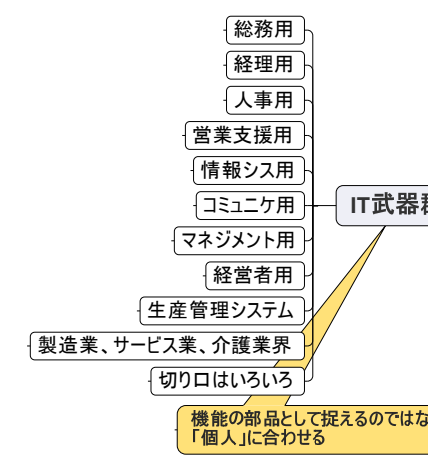 総務用
経理用
人事用
営業支援用
情報シス用
コミュニケ用
IT武器
マネジメント用
経営者用
生産管理システム
製造業、サービス業、介護業界
切り口はいろいろ
機能の部品として捉えるのではな
「個人」に合わせる